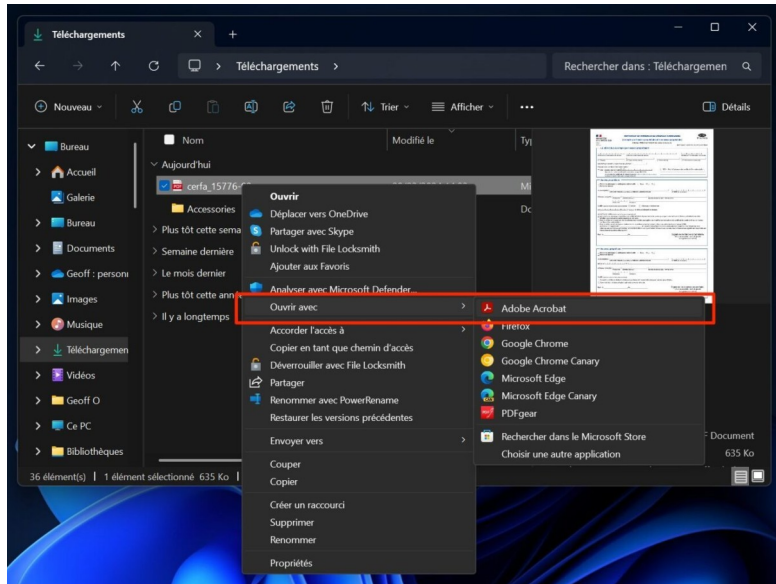 Téléchargements
Téléchargements
Rechercher dans : Téléchargemen
Nouveau
Trier
Afficher
Détails
Nom
Modifié le
Typ
Bureau
Accueil
Galerie
Bureau
Documents
Geoff : personn
Images
Musique
Téléchargemen
Vidéos
Geoff O
Ce PC
Bibliothèques
Aujourd'hui
cerfa_15776
Accessories
Do
Plus tôt cette sema
Semaine dernière
Le mois dernier
Plus tôt cette anné
Il y a longtemps
Ouvrir
Déplacer vers OneDrive
Partager avec Skype
Unlock with File Locksmith
Ajouter aux Favoris
Analyser avec Microsoft Defender...
Ouvrir avec
Accorder l'accès à
Copier en tant que chemin d'accès
Déverrouiller avec File Locksmith
Partager
Renommer avec PowerRename
Restaurer les versions précédentes
Envoyer vers
Couper
Copier
Créer un raccourci
Supprimer
Renommer
Propriétés
Adobe Acrobat
Firefox
Google Chrome
Google Chrome Canary
Microsoft Edge
Microsoft Edge Canary
PDFgear
Rechercher dans le Microsoft Store
Choisir une autre application
Document
635 Ko
36 élément(s)
1 élément sélectionné 635 Ko